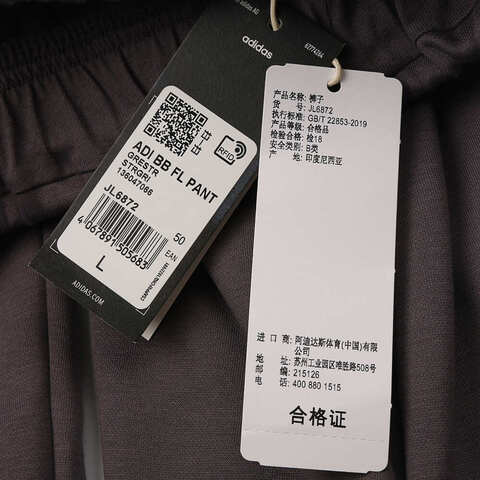 adidas
67774264
RFID
ADI BB FL PANT
GRESTR
STRGRI
136047066
JL6872
50
EAN
4 067891 505683
L
ADIDAS.COM
产品名称: 裤子
货 号: JL6872
执行标准: GB/T 22853-2019
产品等级: 合格品
检验合格: 检18
安全类别: B类
产 地: 印度尼西亚
进 口 商: 阿迪达斯体育(中国)有限
公司
地 址: 苏州工业园区唯胜路508号
邮 编: 215126
电 话: 400 880 1515
合格证